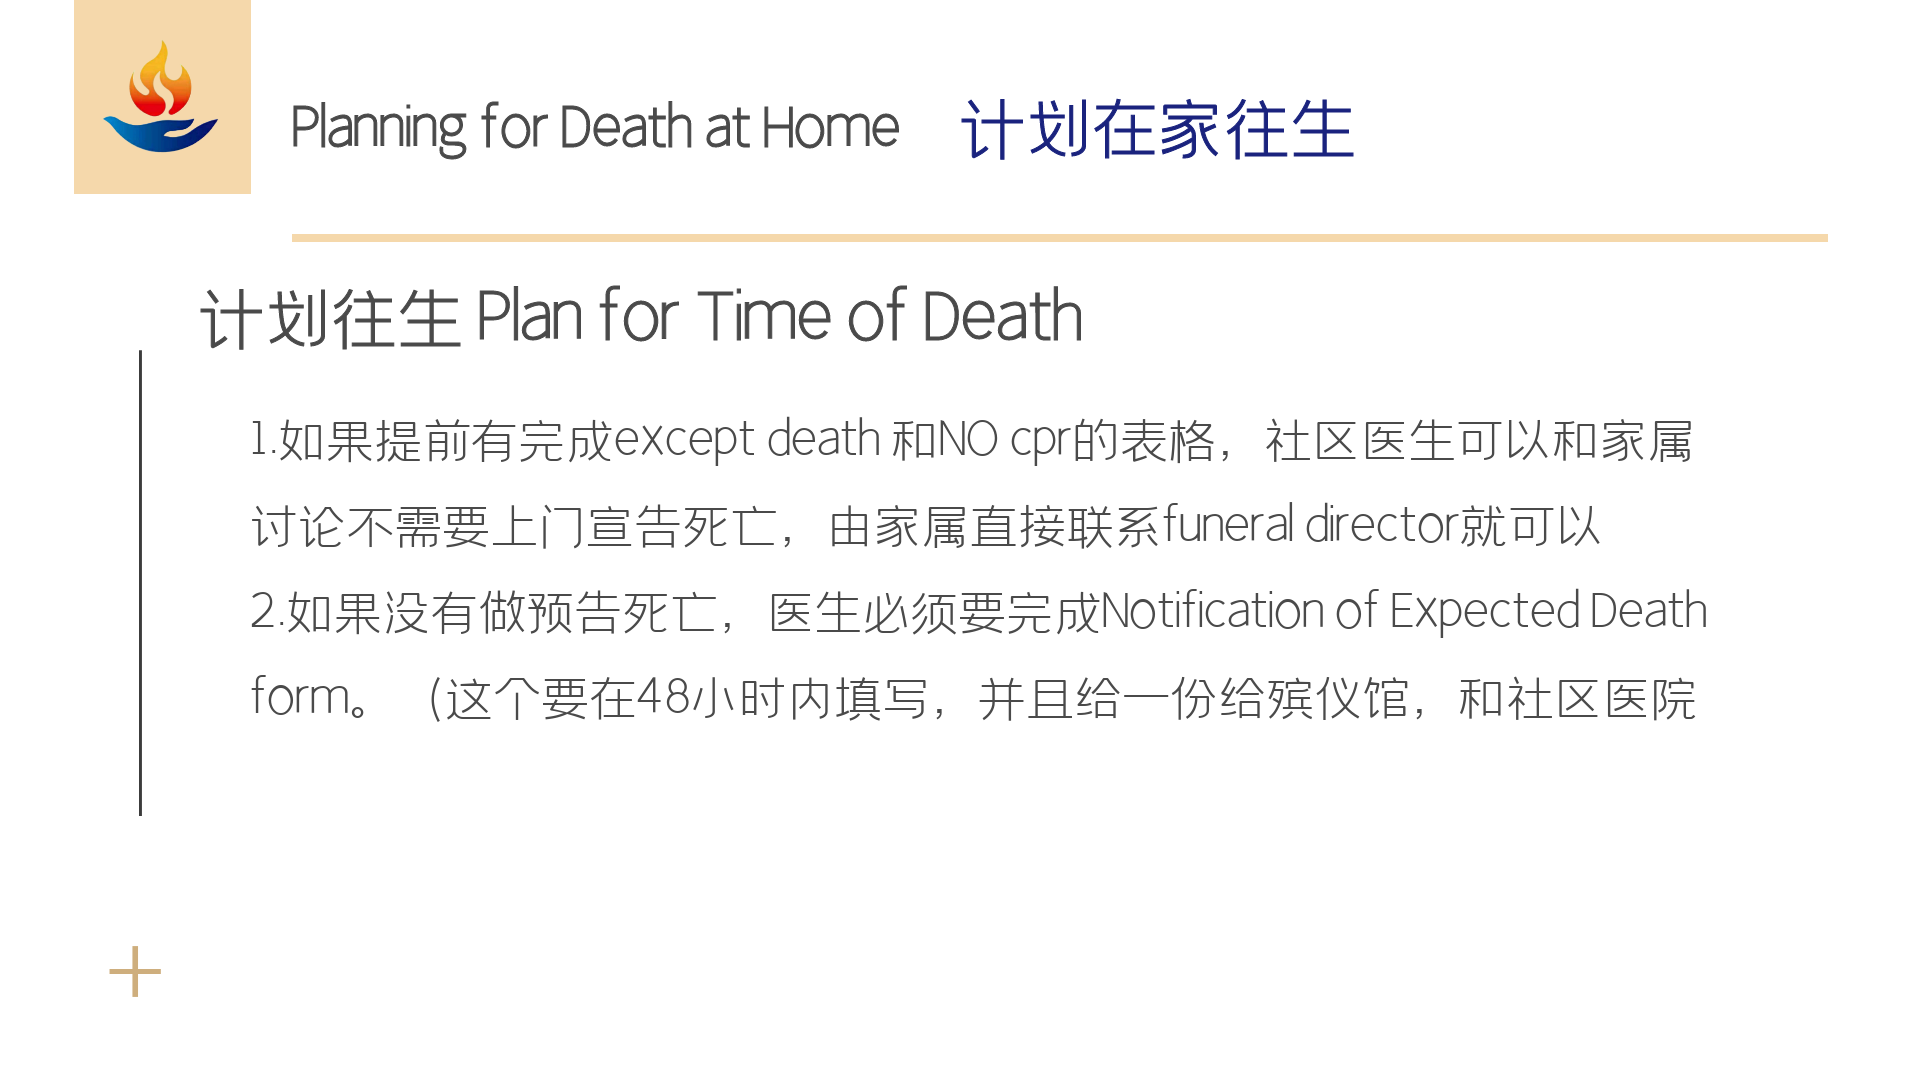 Planning for Death at Home 计划在家往生
计划往生 Plan for Time of Death
1.如果提前有完成except death 和NO cpr的表格，社区医生可以和家属
讨论不需要上门宣告死亡，由家属直接联系funeral director就可以
2.如果没有做预告死亡，医生必须要完成Notification of Expected Death
form。 （这个要在48小时内填写，并且给一份给殡仪馆，和社区医院